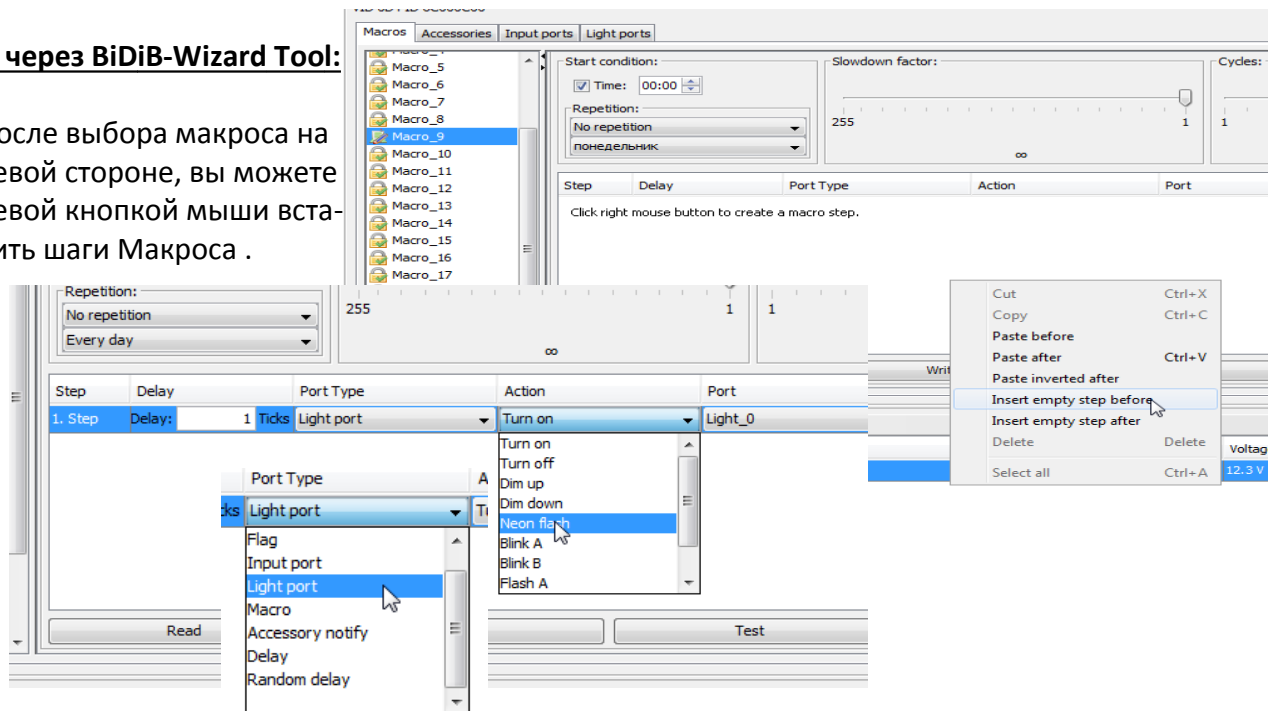 через BiDiB-Wizard Tool:
осле выбора макроса на
евой стороне, вы можете
евой кнопкой мыши вста-
ить шаги Макроса .
Macros Accessories Input ports Light ports
Macro_5
Macro_6
Macro_7
Macro_8
Macro_9
Macro_10
Macro_11
Macro_12
Macro_13
Macro_14
Macro_15
Macro_16
Macro_17
Start condition:
Time: 00:00
Repetition:
No repetition
понедельник
Slowdown factor:
255 1
∞
Cycles:
1
Step Delay Port Type Action Port
Click right mouse button to create a macro step.
Repetition:
No repetition
Every day
255 1 1
∞
Step Delay Port Type Action Port
1. Step Delay: 1 Ticks Light port Turn on Light_0
Turn on
Turn off
Dim up
Dim down
Neon flash
Blink A
Blink B
Flash A
Port Type A
ks Light port
Flag
Input port
Light port
Macro
Accessory notify
Delay
Random delay
Read Test
Cut Ctrl+X
Copy Ctrl+C
Paste before
Paste after Ctrl+V
Paste inverted after
Insert empty step before
Insert empty step after
Delete Delete
Select all Ctrl+A
Writ
Voltag
12.3 V